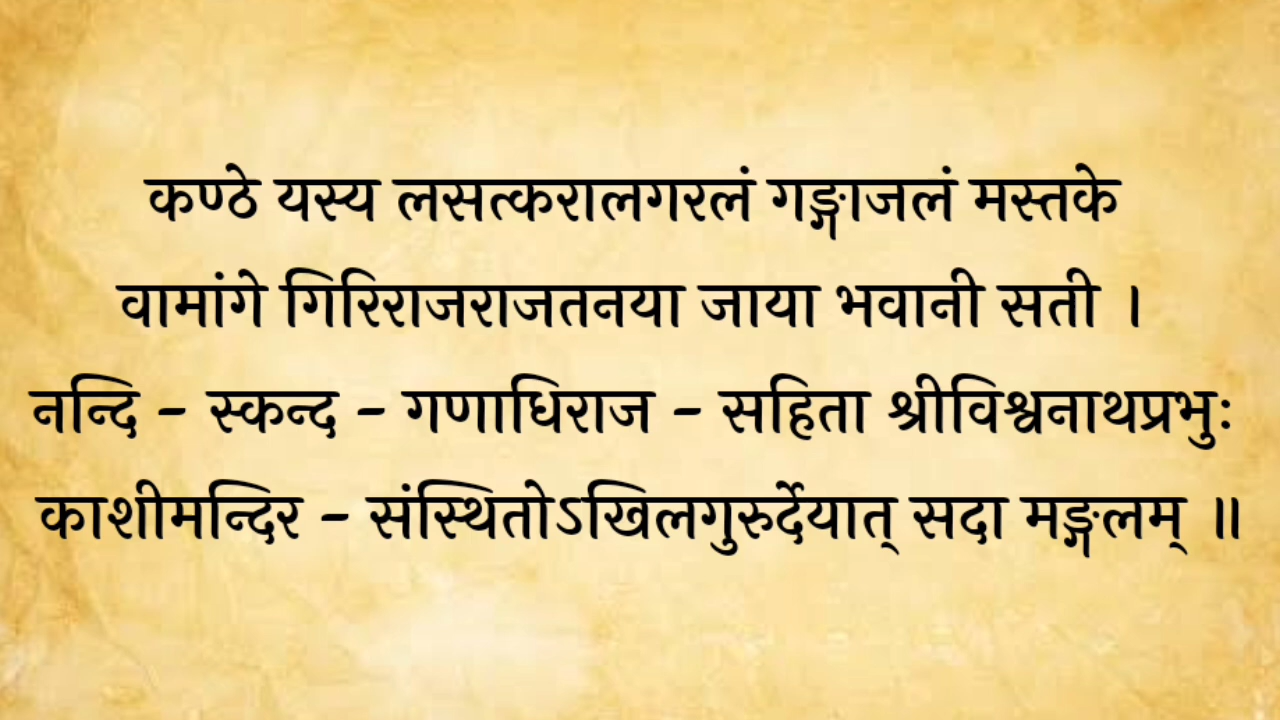 कण्ठे यस्य लसत्करालगरलं गङ्गाजलं मस्तके
वामांगे गिरिराजराजतनया जाया भवानी सती ।
नन्दि - स्कन्द - गणाधिराज - सहिता श्रीविश्वनाथप्रभुः
काशीमन्दिर - संस्थितोऽखिलगुरुर्देयात् सदा मङ्गलम् ॥